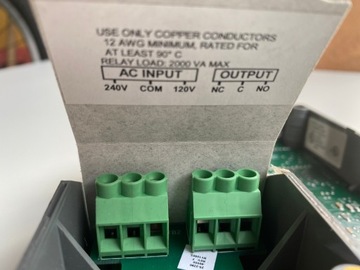 USE ONLY COPPER CONDUCTORS
12 AWG MINIMUM, RATED FOR
AT LEAST 90° C
RELAY LOAD: 2000 VA MAX
AC INPUT OUTPUT
240V COM 120V NC C NO